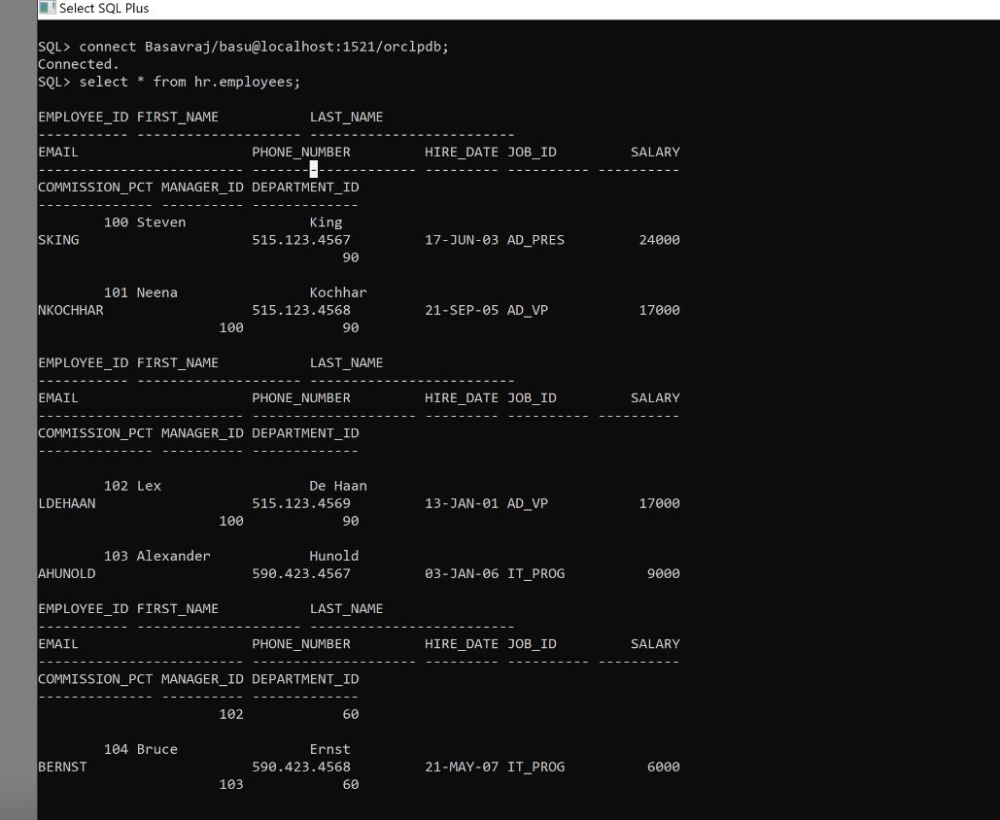 Select SQL Plus
SQL> connect Basavraj/basu@localhost:1521/orclpdb;
Connected.
SQL> select * from hr.employees;
EMPLOYEE_ID FIRST_NAME           LAST_NAME
----------- -------------------- -------------------------
EMAIL                     PHONE_NUMBER         HIRE_DATE JOB_ID         SALARY
------------------------- -------------------- --------- ---------- ----------
COMMISSION_PCT MANAGER_ID DEPARTMENT_ID
-------------- ---------- -------------
        100 Steven               King
SKING                     515.123.4567         17-JUN-03 AD_PRES         24000
                                     90
        101 Neena                Kochhar
NKOCHHAR                  515.123.4568         21-SEP-05 AD_VP           17000
                      100            90
EMPLOYEE_ID FIRST_NAME           LAST_NAME
----------- -------------------- -------------------------
EMAIL                     PHONE_NUMBER         HIRE_DATE JOB_ID         SALARY
------------------------- -------------------- --------- ---------- ----------
COMMISSION_PCT MANAGER_ID DEPARTMENT_ID
-------------- ---------- -------------
        102 Lex                  De Haan
LDEHAAN                   515.123.4569         13-JAN-01 AD_VP           17000
                      100            90
        103 Alexander            Hunold
AHUNOLD                   590.423.4567         03-JAN-06 IT_PROG          9000
EMPLOYEE_ID FIRST_NAME           LAST_NAME
----------- -------------------- -------------------------
EMAIL                     PHONE_NUMBER         HIRE_DATE JOB_ID         SALARY
------------------------- -------------------- --------- ---------- ----------
COMMISSION_PCT MANAGER_ID DEPARTMENT_ID
-------------- ---------- -------------
                      102            60
        104 Bruce                Ernst
BERNST                    590.423.4568         21-MAY-07 IT_PROG          6000
                      103            60